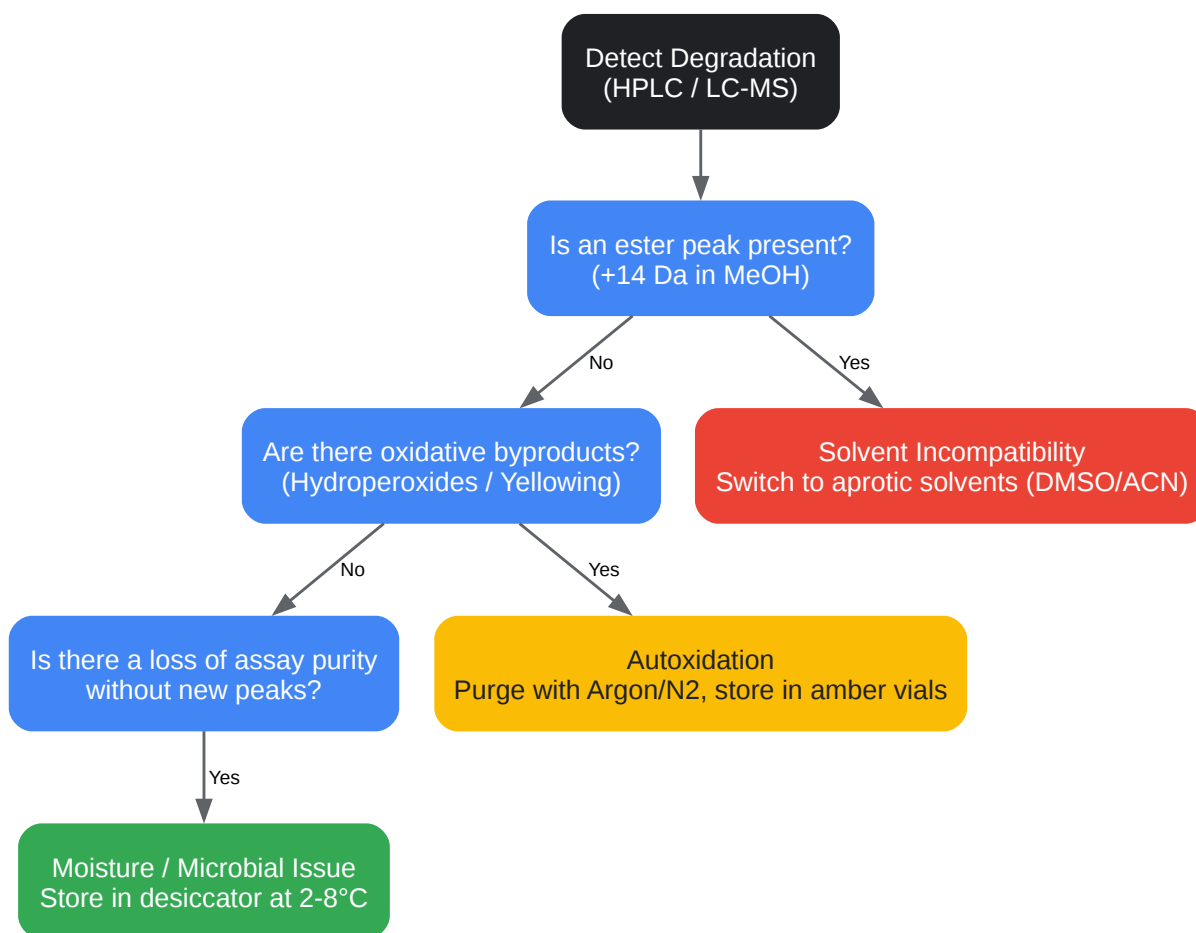 Detect Degradation
(HPLC / LC-MS)
Is an ester peak present?
(+14 Da in MeOH)
No
Yes
Are there oxidative byproducts?
(Hydroperoxides / Yellowing)
Solvent Incompatibility
Switch to aprotic solvents (DMSO/ACN)
No
Yes
Is there a loss of assay purity
without new peaks?
Autoxidation
Purge with Argon/N2, store in amber vials
Yes
Moisture / Microbial Issue
Store in desiccator at 2-8°C